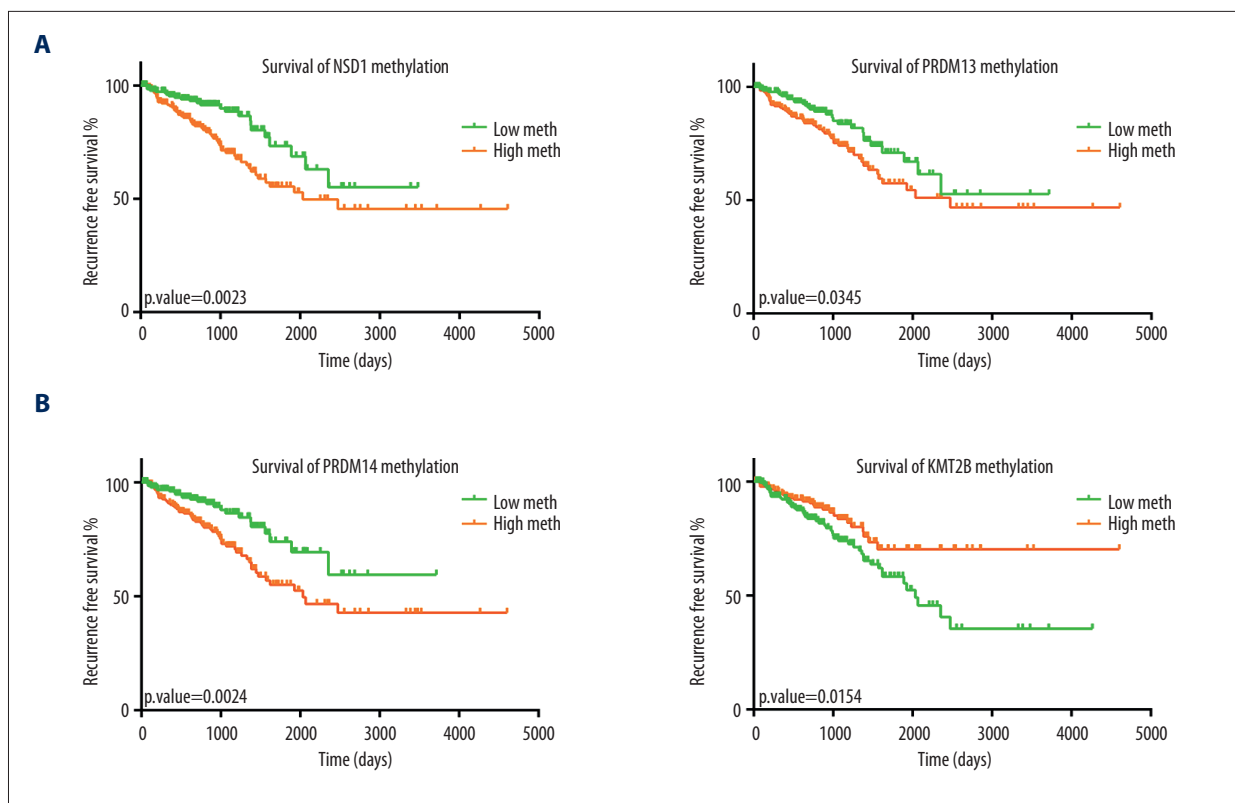 A
Survival of NSD1 methylation
100
50
0
Recurrence free survival %
Low meth
High meth
p.value=0.0023
0 1000 2000 3000 4000 5000
Time (days)
Survival of PRDM13 methylation
100
50
0
Recurrence free survival %
Low meth
High meth
p.value=0.0345
0 1000 2000 3000 4000 5000
Time (days)
B
Survival of PRDM14 methylation
100
50
0
Recurrence free survival %
Low meth
High meth
p.value=0.0024
0 1000 2000 3000 4000 5000
Time (days)
Survival of KMT2B methylation
100
50
0
Recurrence free survival %
Low meth
High meth
p.value=0.0154
0 1000 2000 3000 4000 5000
Time (days)